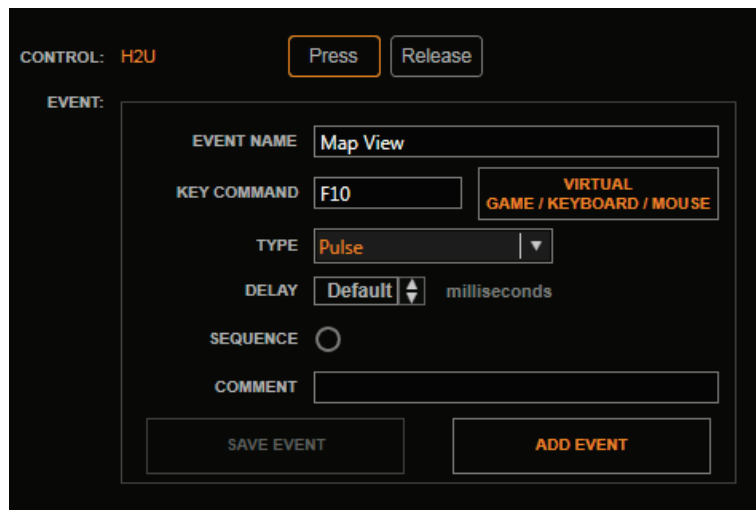 CONTROL: H2U Press Release
EVENT:
EVENT NAME Map View
KEY COMMAND F10 VIRTUAL
GAME / KEYBOARD / MOUSE
TYPE Pulse
DELAY Default milliseconds
SEQUENCE
COMMENT
SAVE EVENT ADD EVENT